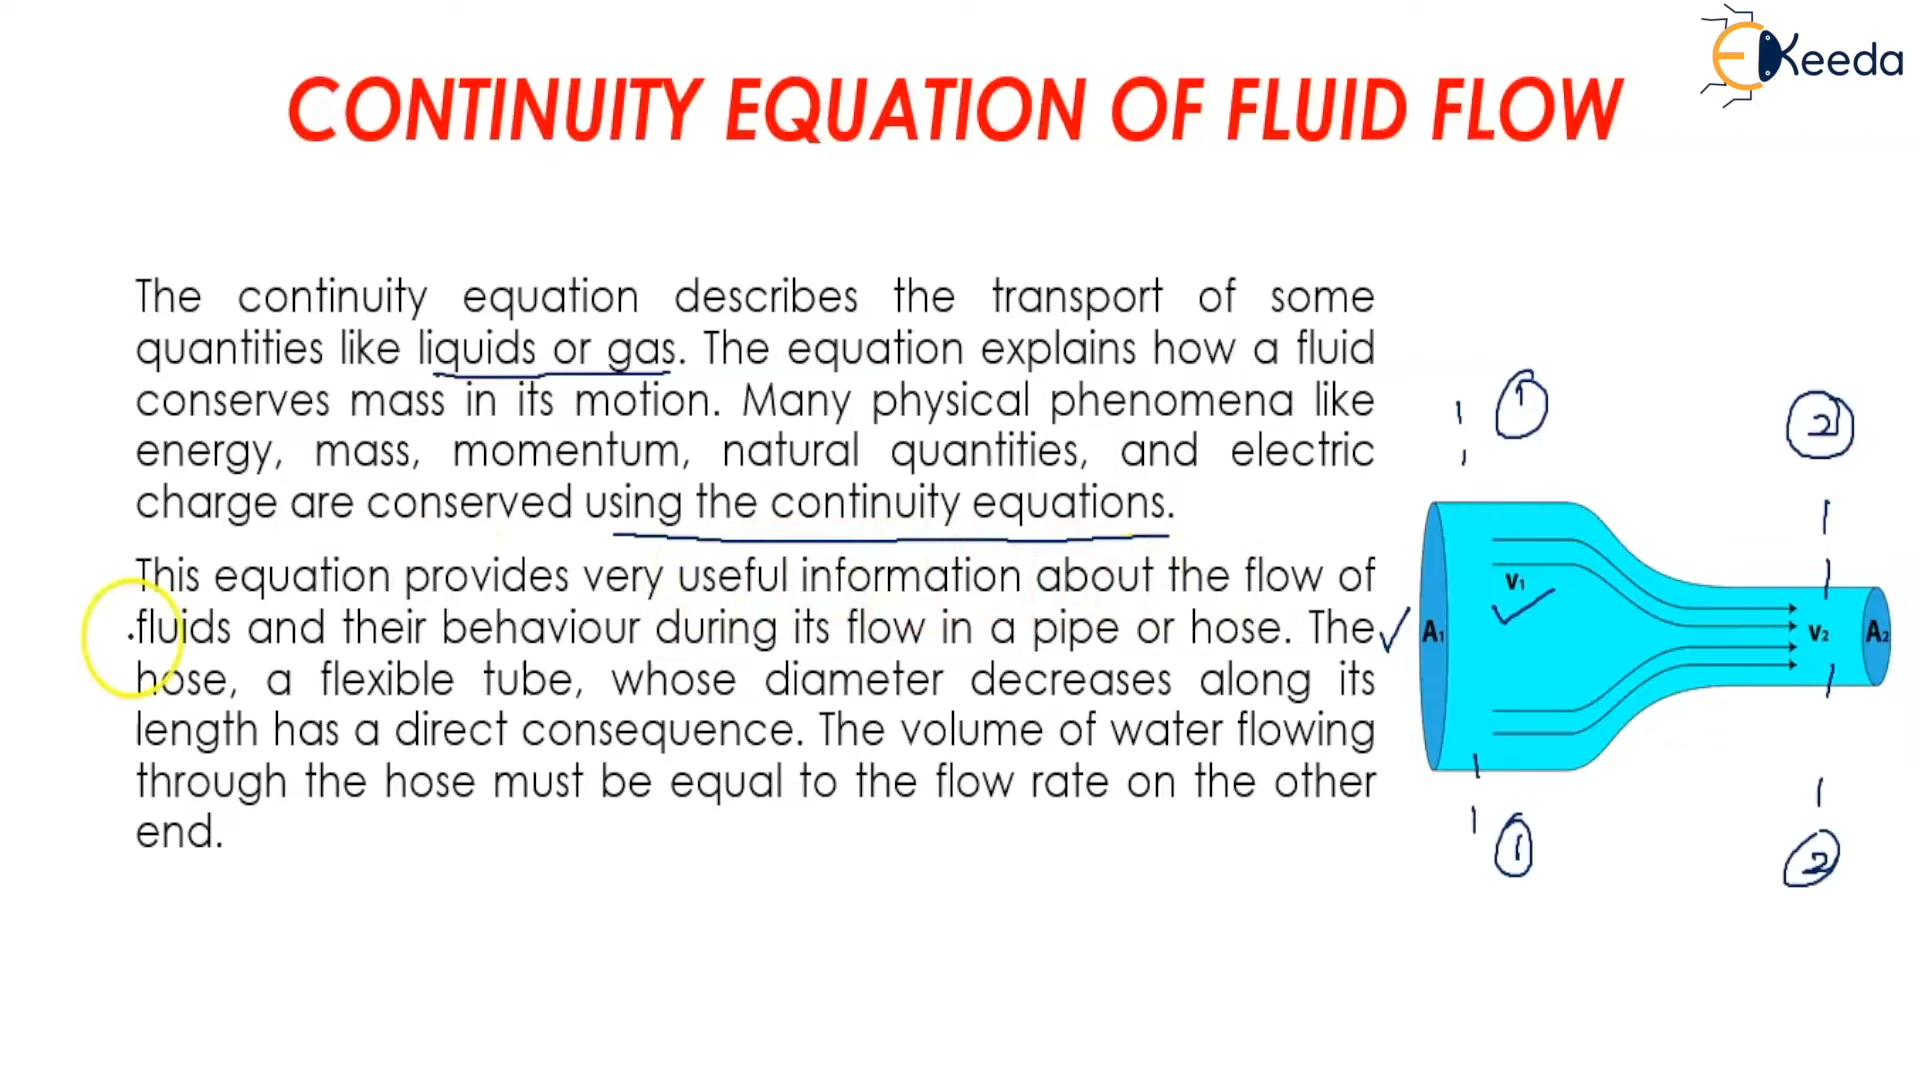 EKeeda
CONTINUITY EQUATION OF FLUID FLOW
The continuity equation describes the transport of some
quantities like liquids or gas. The equation explains how a fluid
conserves mass in its motion. Many physical phenomena like
energy, mass, momentum, natural quantities, and electric
charge are conserved using the continuity equations.
This equation provides very useful information about the flow of
fluids and their behaviour during its flow in a pipe or hose. The
hose, a flexible tube, whose diameter decreases along its
length has a direct consequence. The volume of water flowing
through the hose must be equal to the flow rate on the other
end.
1
2
V₁
A₁
V₂
A₂
1
2